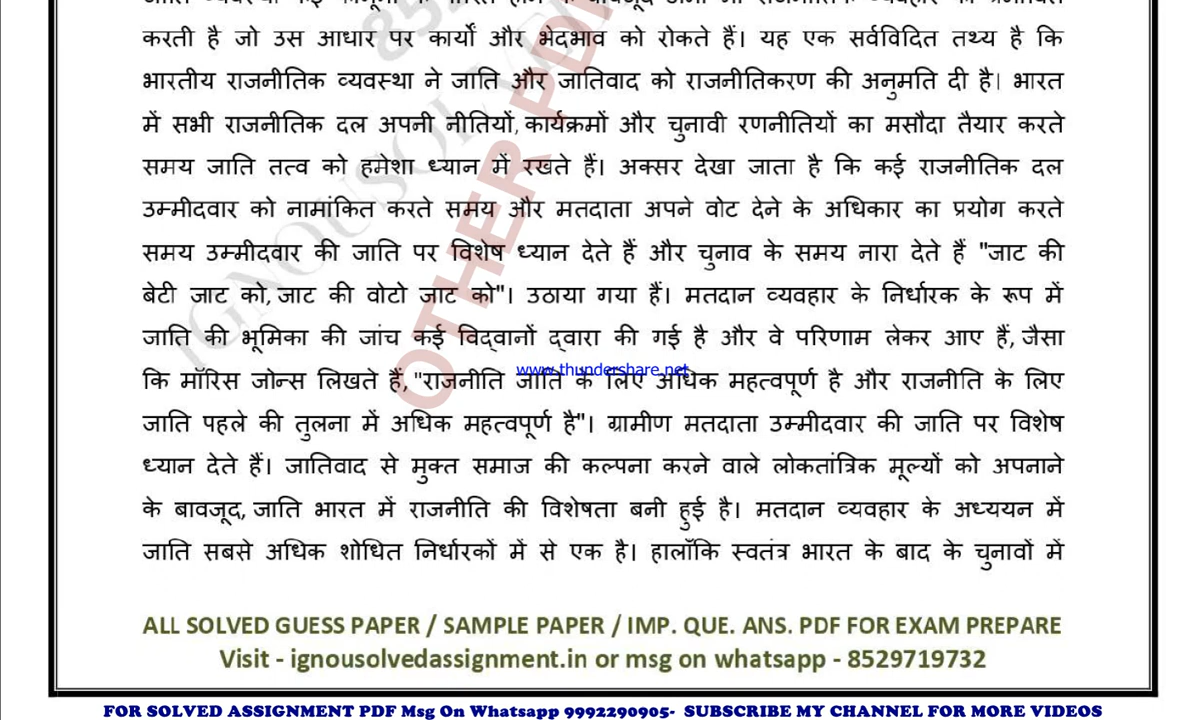 करती है जो उस आधार पर कार्यों और भेदभाव को रोकते हैं। यह एक सर्वविदित तथ्य है कि
भारतीय राजनीतिक व्यवस्था ने जाति और जातिवाद को राजनीतिकरण की अनुमति दी है। भारत
में सभी राजनीतिक दल अपनी नीतियों, कार्यक्रमों और चुनावी रणनीतियों का मसौदा तैयार करते
समय जाति तत्व को हमेशा ध्यान में रखते हैं। अक्सर देखा जाता है कि कई राजनीतिक दल
उम्मीदवार को नामांकित करते समय और मतदाता अपने वोट देने के अधिकार का प्रयोग करते
समय उम्मीदवार की जाति पर विशेष ध्यान देते हैं और चुनाव के समय नारा देते हैं "जाट की
बेटी जाट को, जाट की वोटो जाट को"। उठाया गया हैं। मतदान व्यवहार के निर्धारक के रूप में
जाति की भूमिका की जांच कई विद्वानों द्वारा की गई है और वे परिणाम लेकर आए हैं, जैसा
www.thundershare.net
कि मॉरिस जोन्स लिखते हैं, "राजनीति जाति के लिए अधिक महत्वपूर्ण है और राजनीति के लिए
जाति पहले की तुलना में अधिक महत्वपूर्ण है"। ग्रामीण मतदाता उम्मीदवार की जाति पर विशेष
ध्यान देते हैं। जातिवाद से मुक्त समाज की कल्पना करने वाले लोकतांत्रिक मूल्यों को अपनाने
के बावजूद, जाति भारत में राजनीति की विशेषता बनी हुई है। मतदान व्यवहार के अध्ययन में
जाति सबसे अधिक शोधित निर्धारकों में से एक है। हालाँकि स्वतंत्र भारत के बाद के चुनावों में
OTHER PD
ALL SOLVED GUESS PAPER / SAMPLE PAPER / IMP. QUE. ANS. PDF FOR EXAM PREPARE
Visit - ignousolvedassignment.in or msg on whatsapp - 8529719732
FOR SOLVED ASSIGNMENT PDF Msg On Whatsapp 9992290905- SUBSCRIBE MY CHANNEL FOR MORE VIDEOS